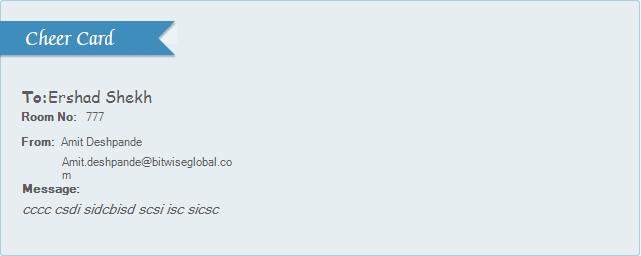 Cheer Card
To:Ershad Shekh
Room No: 777
From: Amit Deshpande
Amit.deshpande@bitwiseglobal.co
m
Message:
cccc csdi sidcbisd scsi isc sicsc